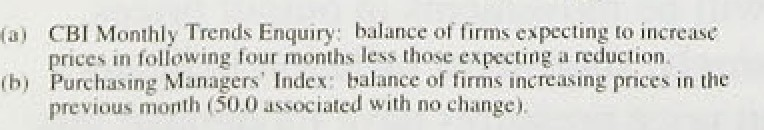 (a) CBI Monthly Trends Enquiry: balance of firms expecting to increase
prices in following four months less those expecting a reduction.
(b) Purchasing Managers' Index: balance of firms increasing prices in the
previous month (50.0 associated with no change).